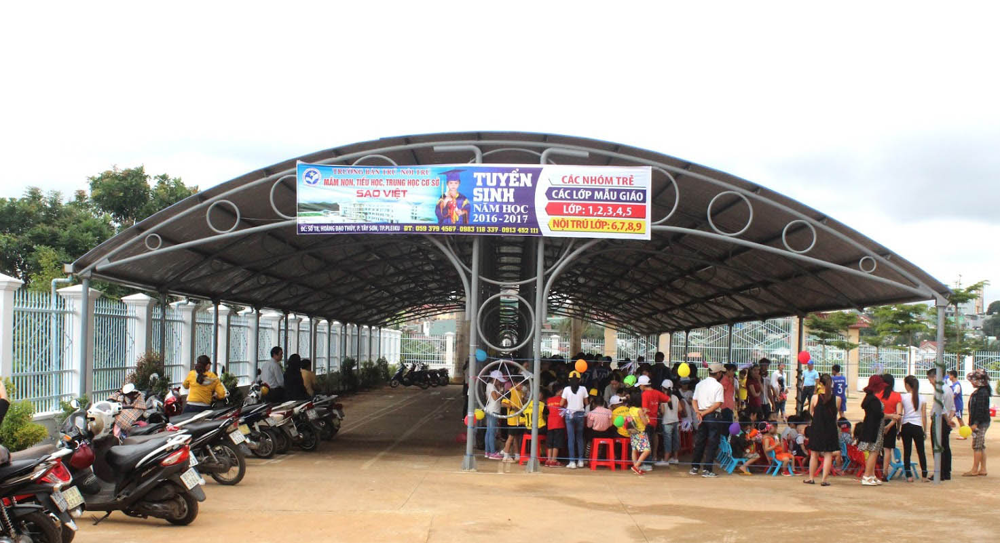 TRƯỜNG BÁN TRÚ, NỘI TRÚ
MẦM NON, TIỂU HỌC, TRUNG HỌC CƠ SỞ
SAO VIỆT
ĐC: SỐ 18, HOÀNG ĐẠO THÚY, P. TÂY SƠN, TP.PLEIKU
ĐT: 059 379 4567 - 0983 118 337 - 0913 452 111
TUYỂN
SINH
NĂM HỌC
2016 - 2017
CÁC NHÓM TRẺ
CÁC LỚP MẪU GIÁO
LỚP: 1,2,3,4,5
NỘI TRÚ LỚP: 6,7,8,9
3